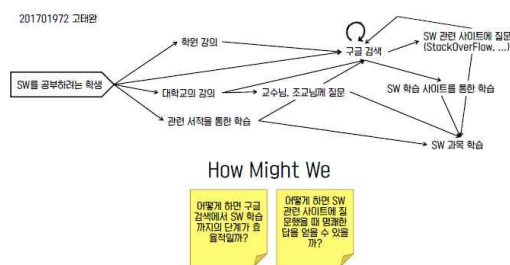 201701972 고태완
학원 강의
구글 검색
SW 관련 사이트에 질문
(StackOverFlow, ...)
SW를 공부하려는 학생
대학교의 강의
교수님, 조교님께 질문
SW 학습 사이트를 통한 학습
관련 서적을 통한 학습
SW 과목 학습
How Might We
어떻게 하면 구글
검색에서 SW 학습
까지의 단계가 효
율적일까?
어떻게 하면 SW
관련 사이트에 질
문했을 때 명쾌한
답을 얻을 수 있을
까?